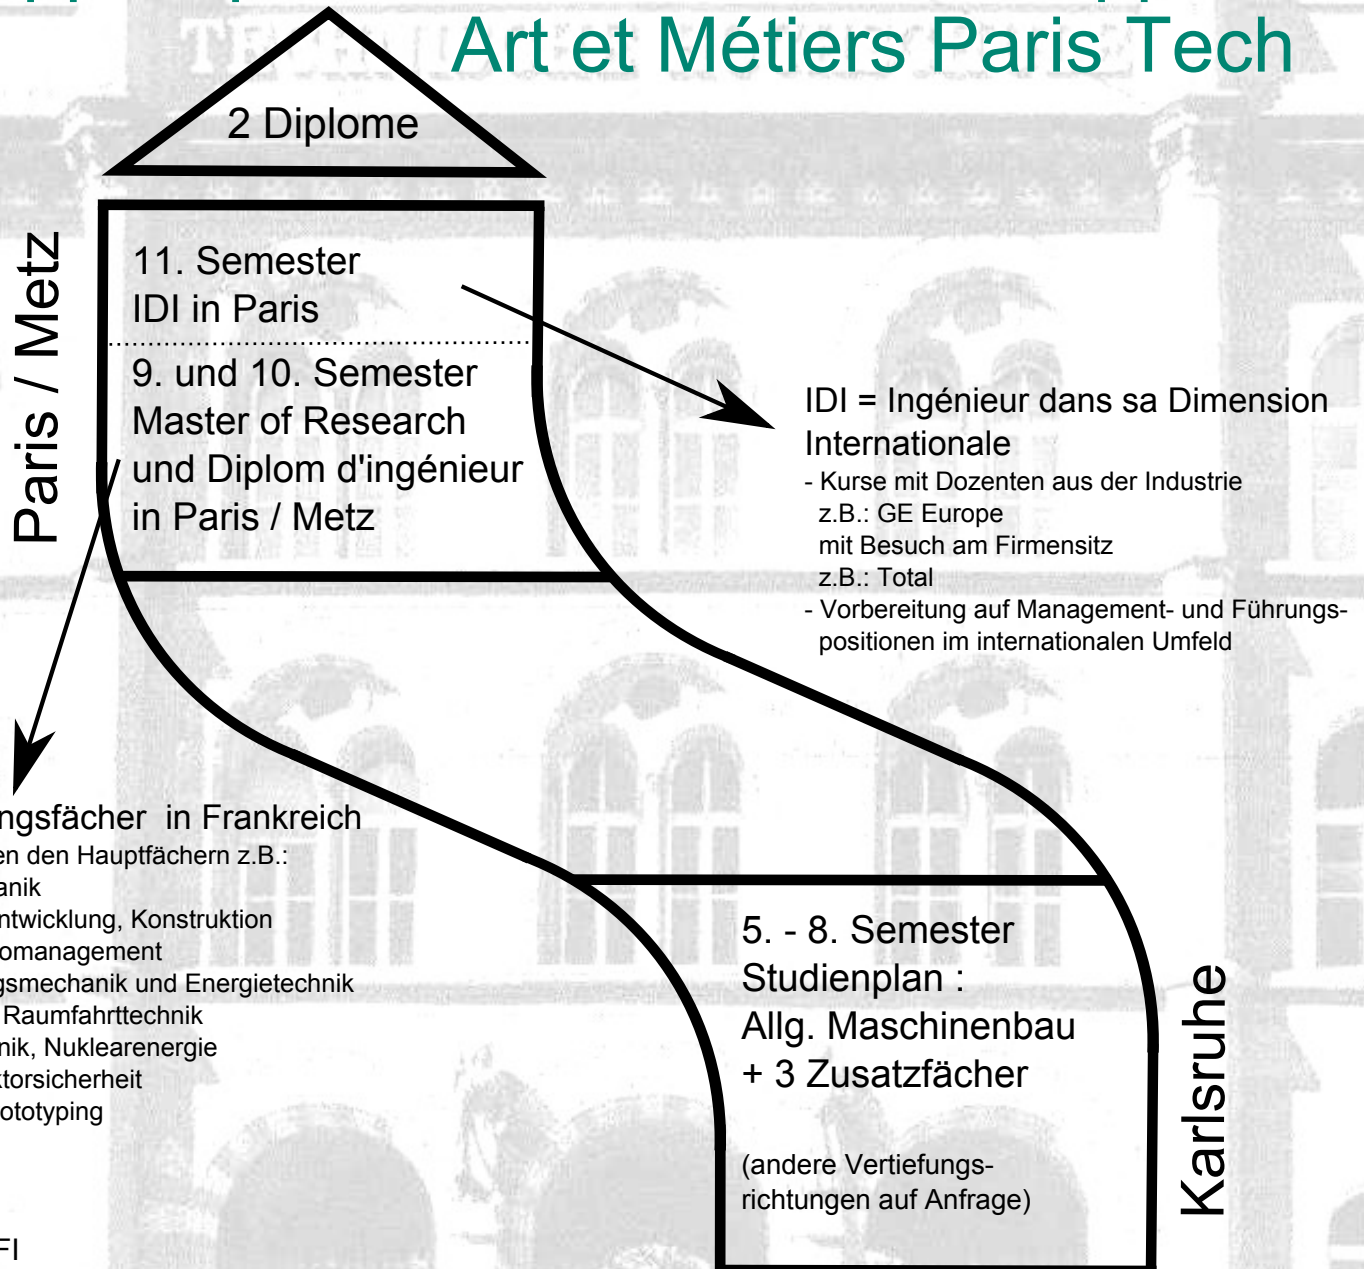 Art et Métiers Paris Tech
2 Diplome
Paris / Metz
11. Semester
IDI in Paris
9. und 10. Semester
Master of Research
und Diplom d'ingénieur
in Paris / Metz
IDI = Ingénieur dans sa Dimension
Internationale
- Kurse mit Dozenten aus der Industrie
z.B.: GE Europe
mit Besuch am Firmensitz
z.B.: Total
- Vorbereitung auf Management- und Führungs-
positionen im internationalen Umfeld
ngsfächer in Frankreich
en den Hauptfächern z.B.:
anik
ntwicklung, Konstruktion
omanagement
gsmechanik und Energietechnik
Raumfahrttechnik
nik, Nuklearenergie
ktorsicherheit
ototyping
FI
5. - 8. Semester
Studienplan :
Allg. Maschinenbau
+ 3 Zusatzfächer
(andere Vertiefungs-
richtungen auf Anfrage)
Karlsruhe